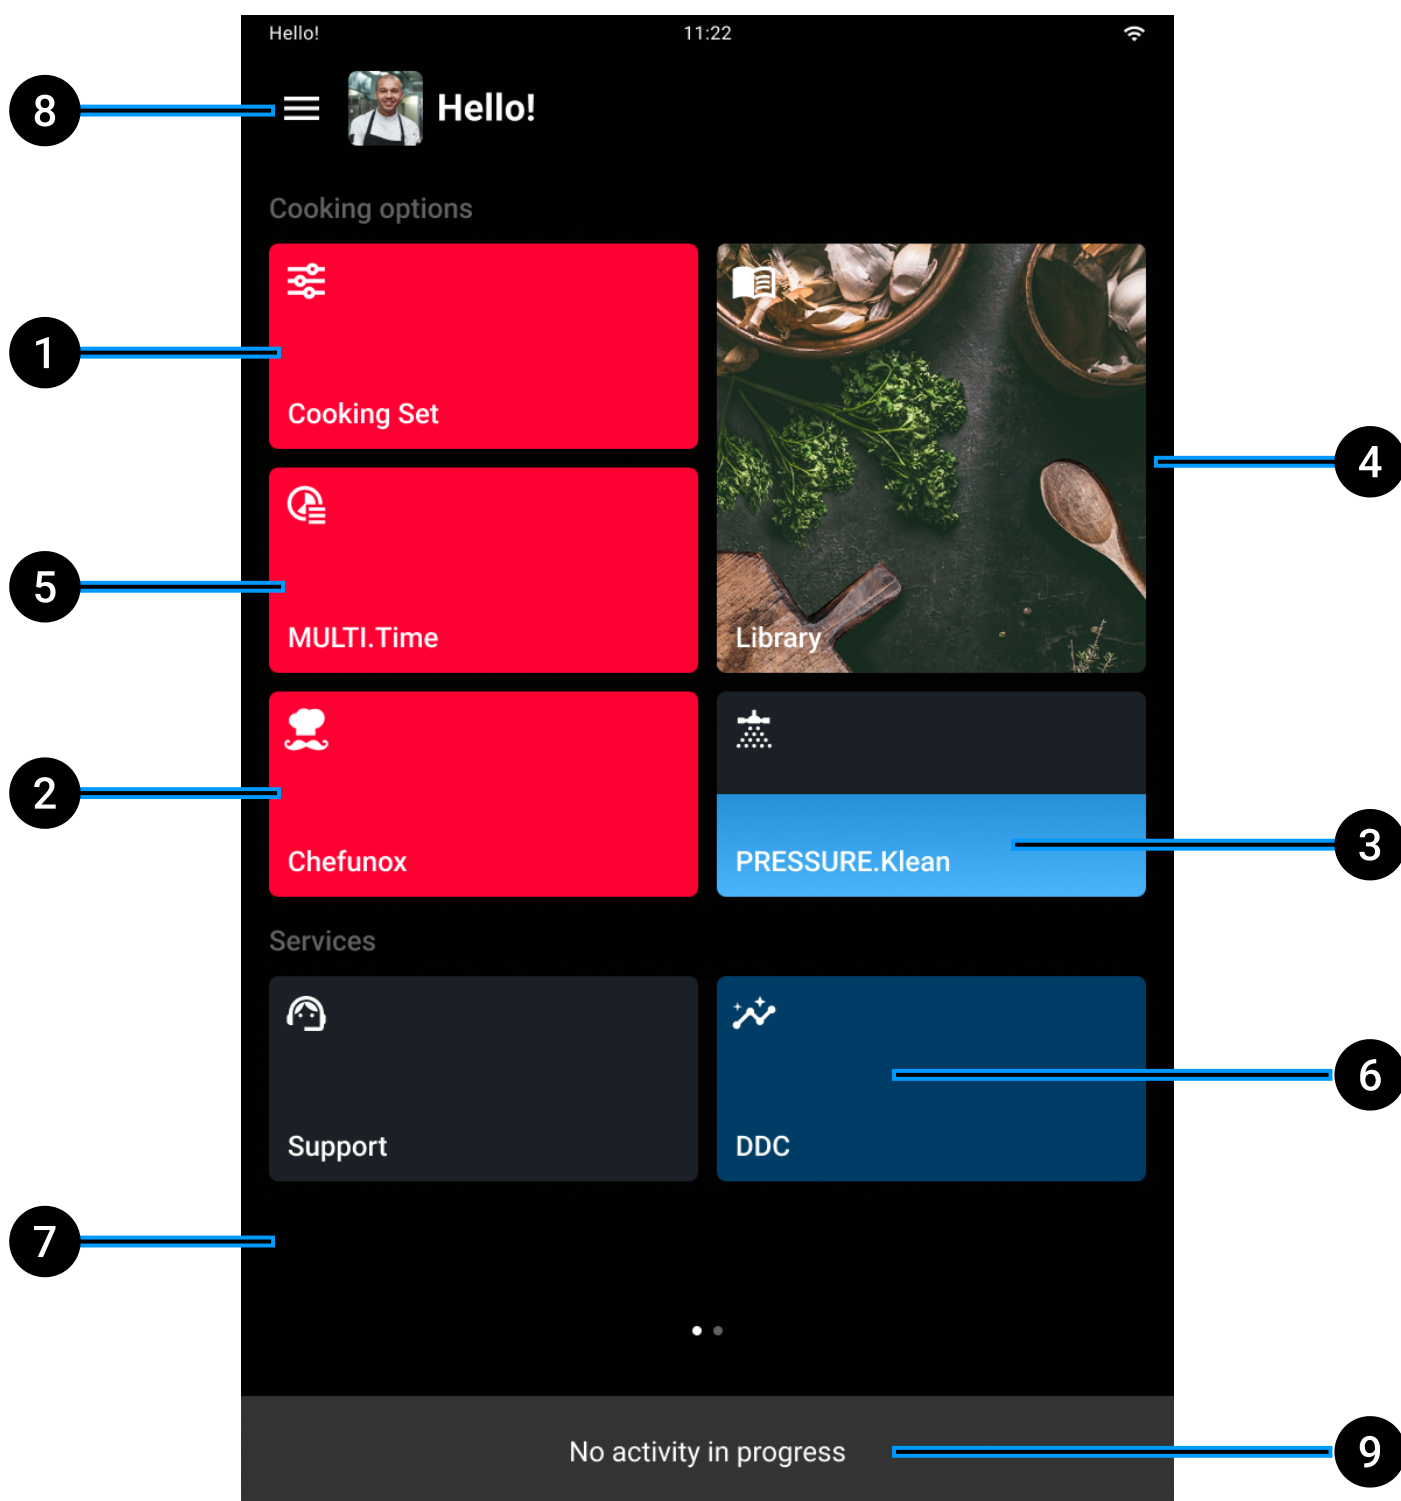 Hello! 11:22
8 Hello!
Cooking options
1
Cooking Set
4
5
MULTI.Time Library
2
3
Chefunox PRESSURE.Klean
Services
6
Support DDC
7
No activity in progress 9